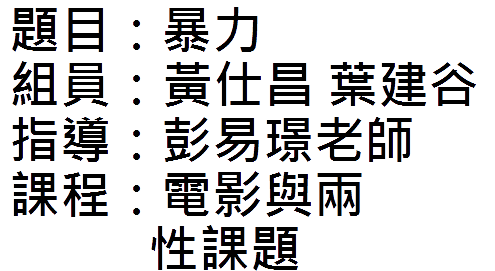 題目：暴力
組員：黃仕昌 葉建谷
指導：彭易璟老師
課程：電影與兩
性課題